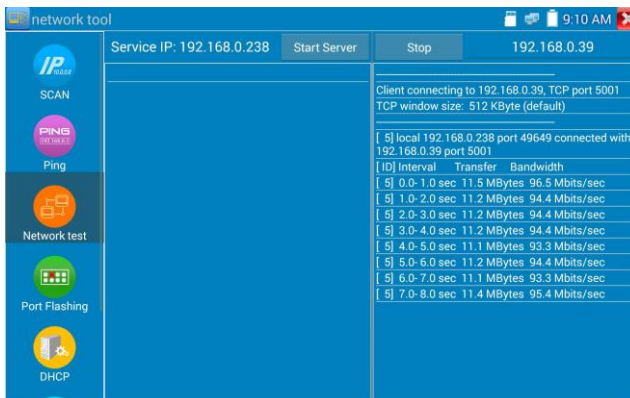 network tool
9:10 AM
Service IP: 192.168.0.238
Start Server
Stop
192.168.0.39
IP
SCAN
PING
Ping
Network test
Port Flashing
DHCP
Client connecting to 192.168.0.39, TCP port 5001
TCP window size: 512 KByte (default)
[ 5] local 192.168.0.238 port 49649 connected with
192.168.0.39 port 5001
[ ID] Interval Transfer Bandwidth
[ 5] 0.0- 1.0 sec 11.5 MBytes 96.5 Mbits/sec
[ 5] 1.0- 2.0 sec 11.2 MBytes 94.4 Mbits/sec
[ 5] 2.0- 3.0 sec 11.2 MBytes 94.4 Mbits/sec
[ 5] 3.0- 4.0 sec 11.2 MBytes 94.4 Mbits/sec
[ 5] 4.0- 5.0 sec 11.1 MBytes 93.3 Mbits/sec
[ 5] 5.0- 6.0 sec 11.2 MBytes 94.4 Mbits/sec
[ 5] 6.0- 7.0 sec 11.1 MBytes 93.3 Mbits/sec
[ 5] 7.0- 8.0 sec 11.4 MBytes 95.4 Mbits/sec